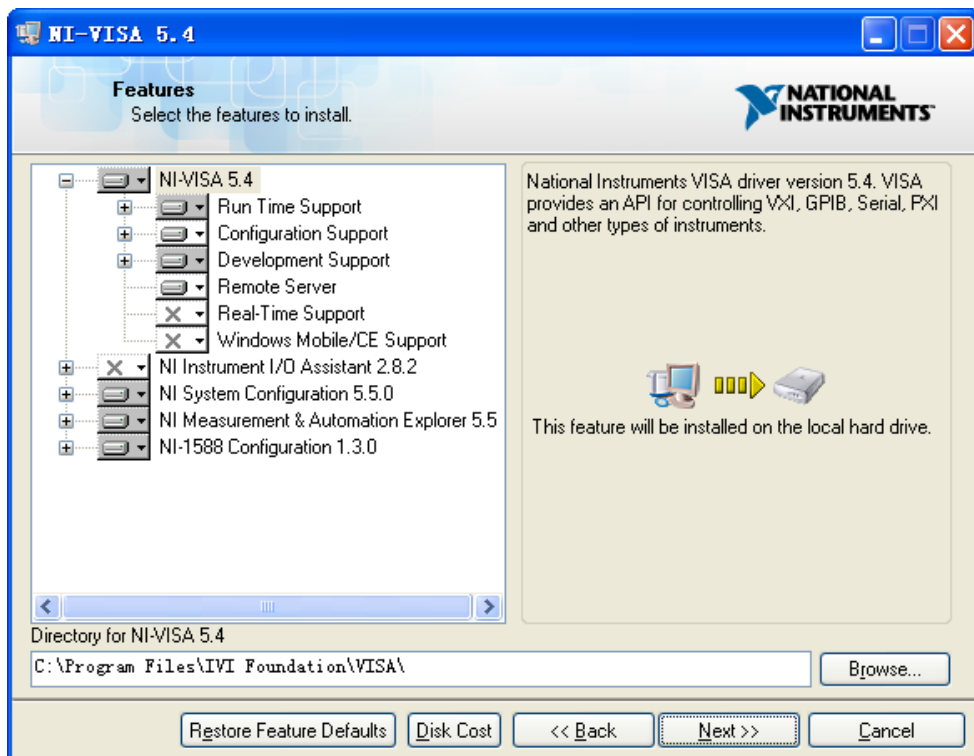 NI-VISA 5.4
Features
Select the features to install.
NATIONAL
INSTRUMENTS™
NI-VISA 5.4
Run Time Support
Configuration Support
Development Support
Remote Server
Real-Time Support
Windows Mobile/CE Support
NI Instrument I/O Assistant 2.8.2
NI System Configuration 5.5.0
NI Measurement & Automation Explorer 5.5
NI-1588 Configuration 1.3.0
National Instruments VISA driver version 5.4. VISA
provides an API for controlling VXI, GPIB, Serial, PXI
and other types of instruments.
This feature will be installed on the local hard drive.
Directory for NI-VISA 5.4
C:\Program Files\IVI Foundation\VISA\
Browse...
Restore Feature Defaults
Disk Cost
<< Back
Next >>
Cancel